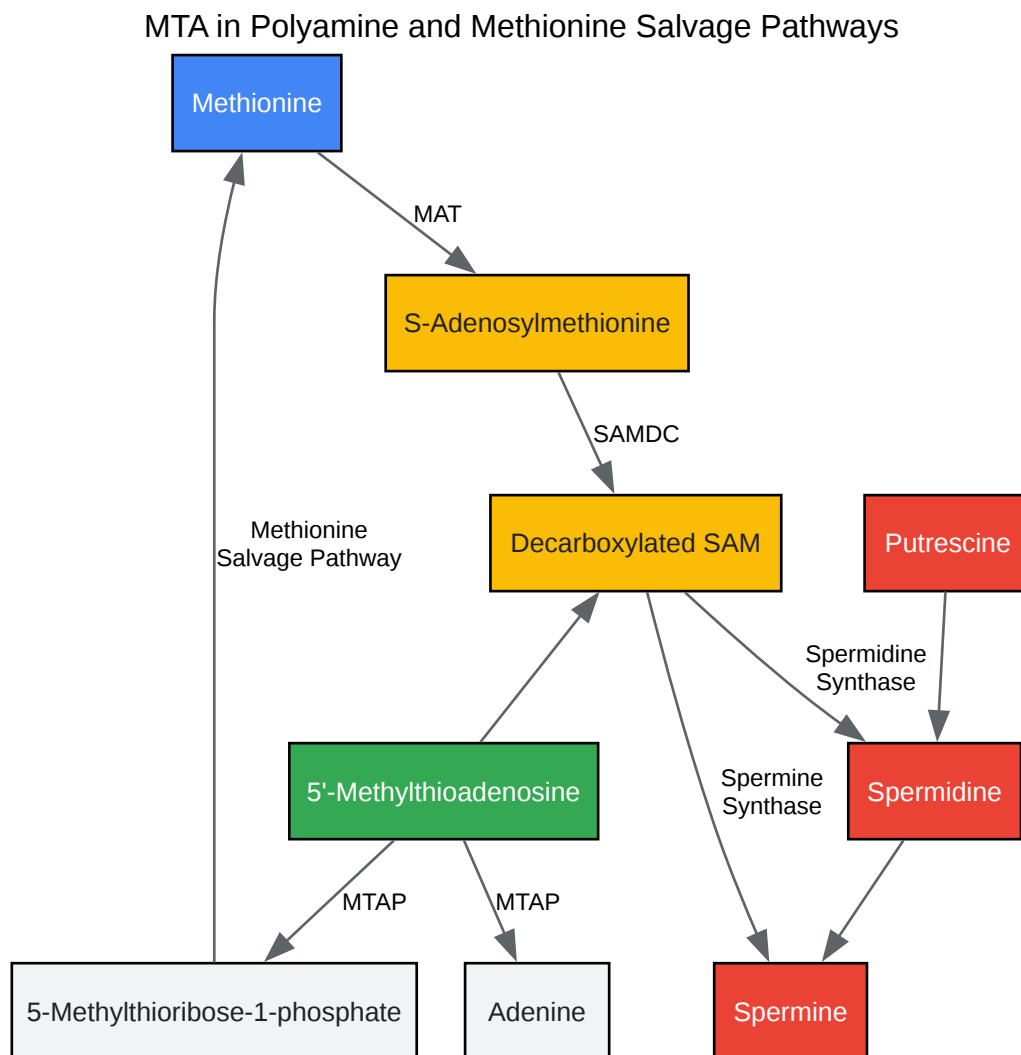 MTA in Polyamine and Methionine Salvage Pathways
Methionine
MAT
S-Adenosylmethionine
SAMDC
Methionine
Salvage Pathway
Decarboxylated SAM
Putrescine
Spermidine
Synthase
5'-Methylthioadenosine
Spermine
Synthase
Spermidine
MTAP
MTAP
5-Methylthioribose-1-phosphate
Adenine
Spermine